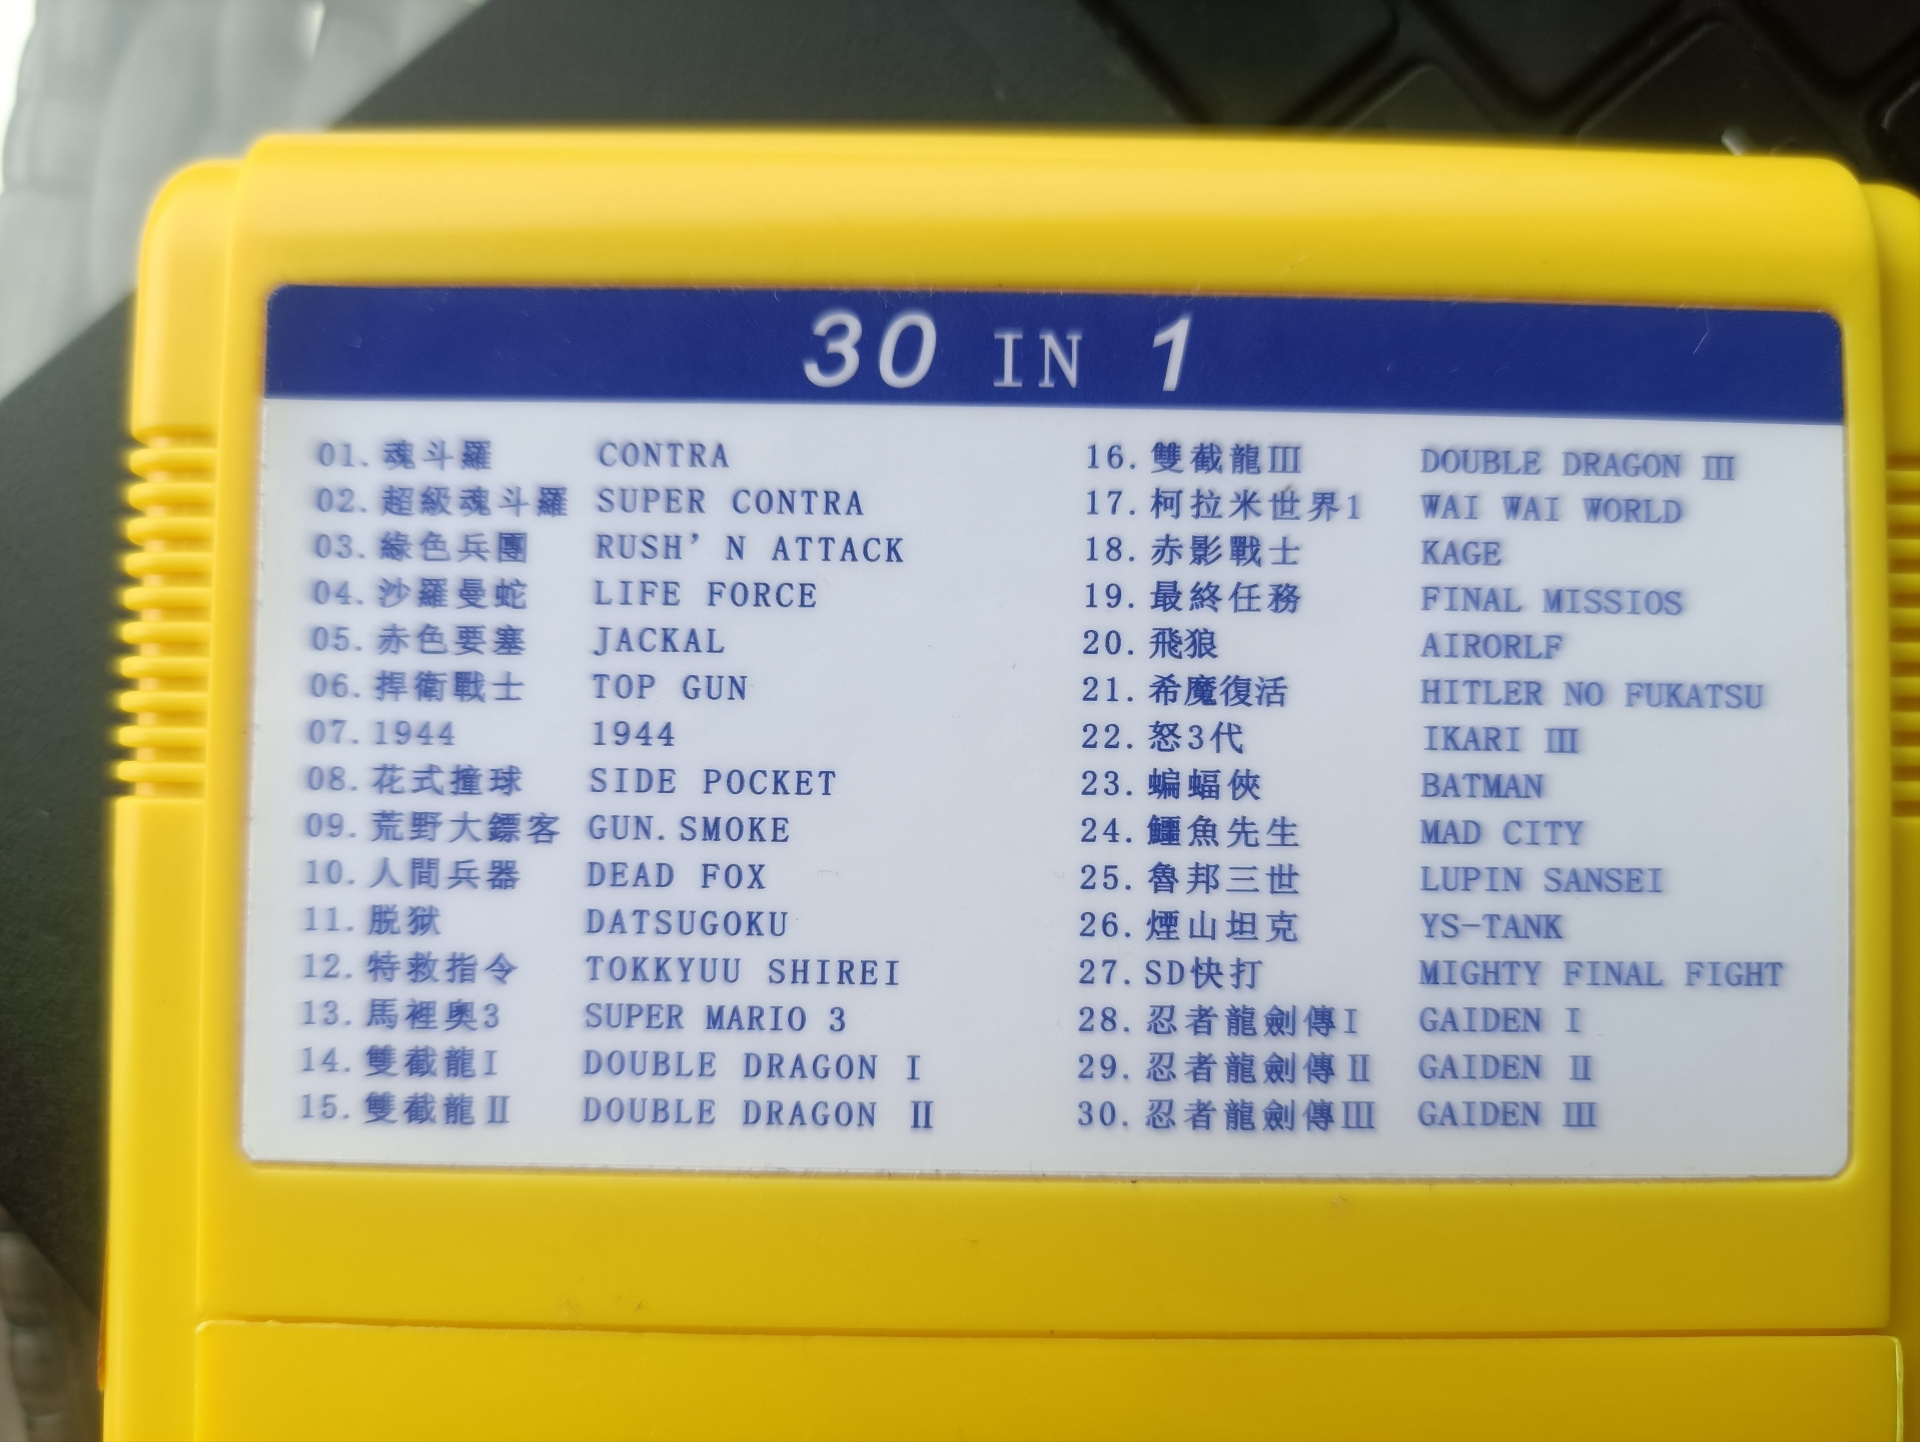 30 IN 1
01.魂斗羅 CONTRA
02.超級魂斗羅 SUPER CONTRA
03.綠色兵團 RUSH'N ATTACK
04.沙羅曼蛇 LIFE FORCE
05.赤色要塞 JACKAL
06.捍衛戰士 TOP GUN
07.1944 1944
08.花式撞球 SIDE POCKET
09.荒野大鏢客 GUN.SMOKE
10.人間兵器 DEAD FOX
11.脱獄 DATSUGOKU
12.特救指令 TOKKYUU SHIREI
13.馬裡奧3 SUPER MARIO 3
14.雙截龍I DOUBLE DRAGON I
15.雙截龍Ⅱ DOUBLE DRAGON Ⅱ
16.雙截龍Ⅲ DOUBLE DRAGON Ⅲ
17.柯拉米世界1 WAI WAI WORLD
18.赤影戰士 KAGE
19.最終任務 FINAL MISSIOS
20.飛狼 AIRORLF
21.希魔復活 HITLER NO FUKATSU
22.怒3代 IKARI Ⅲ
23.蝙蝠俠 BATMAN
24.鱷魚先生 MAD CITY
25.魯邦三世 LUPIN SANSEI
26.煙山坦克 YS-TANK
27.SD快打 MIGHTY FINAL FIGHT
28.忍者龍劍傳I GAIDEN I
29.忍者龍劍傳Ⅱ GAIDEN Ⅱ
30.忍者龍劍傳Ⅲ GAIDEN Ⅲ